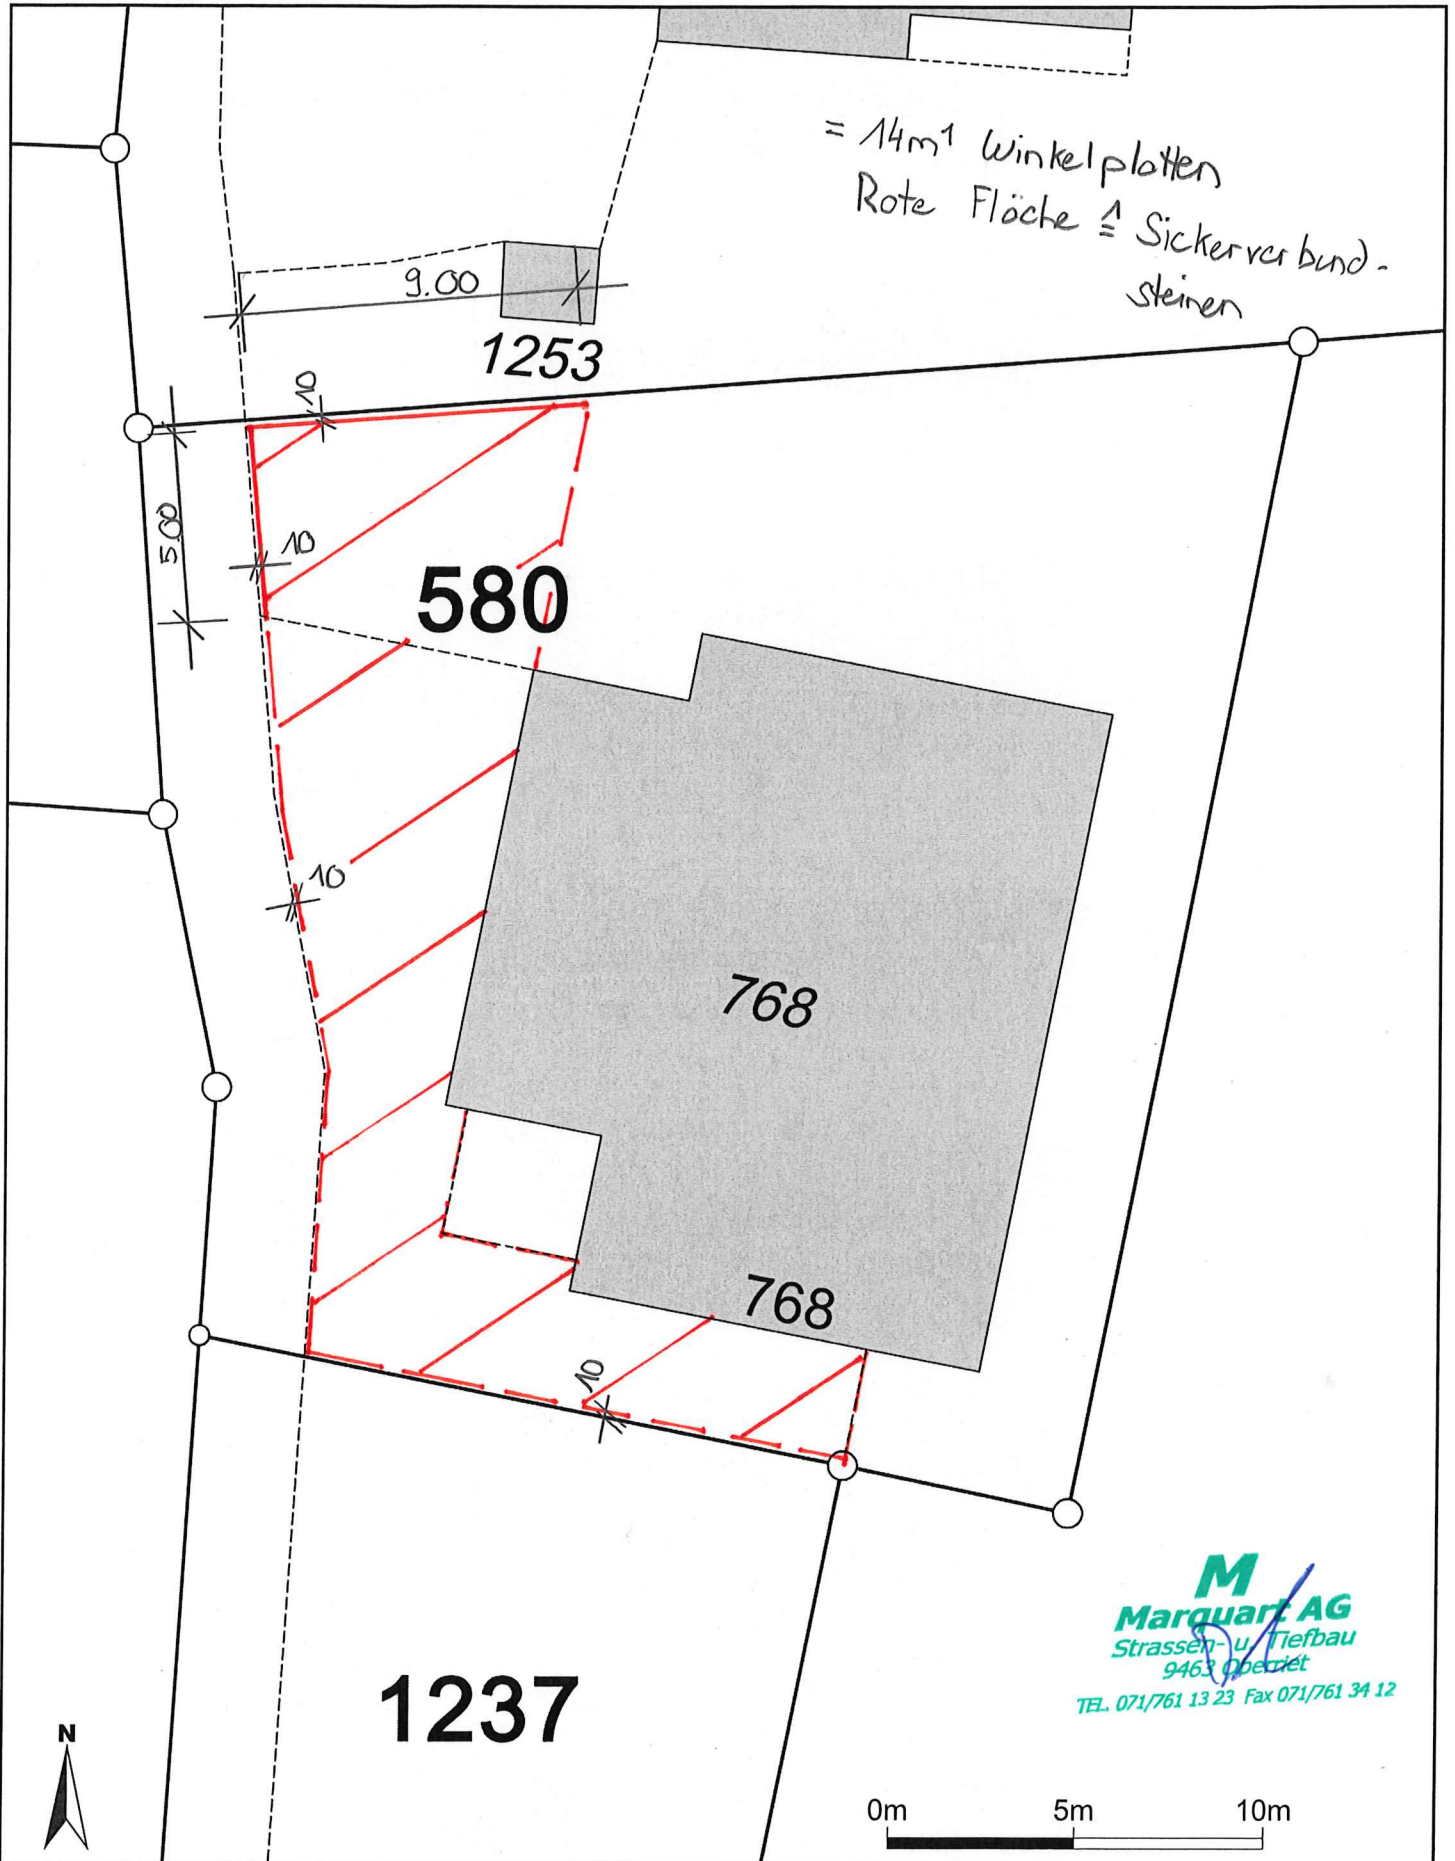 = 14m¹ Winkelplatten
Rote Fläche ≙ Sickerverbund-
steinen
9.00
1253
10
5.00
10
580
10
768
768
10
M
Marquart AG
Strassen- u. Tiefbau
9463 Oberriet
TEL. 071/761 13 23 Fax 071/761 34 12
1237
N
0m 5m 10m